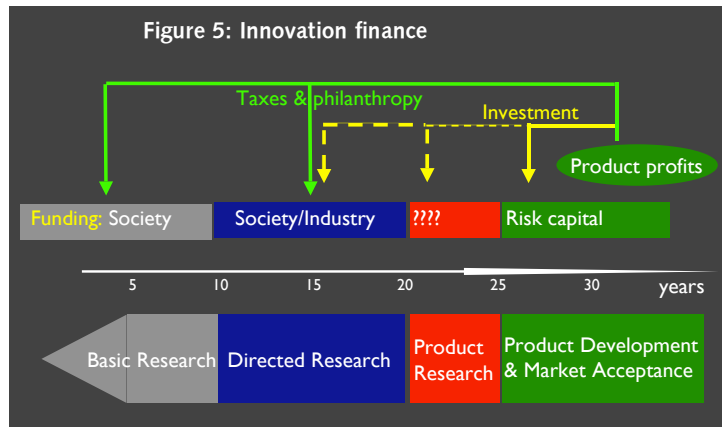 Figure 5: Innovation finance
Taxes & philanthropy
Investment
Product profits
Funding: Society
Society/Industry
????
Risk capital
5 10 15 20 25 30 years
Basic Research
Directed Research
Product
Research
Product Development
& Market Acceptance